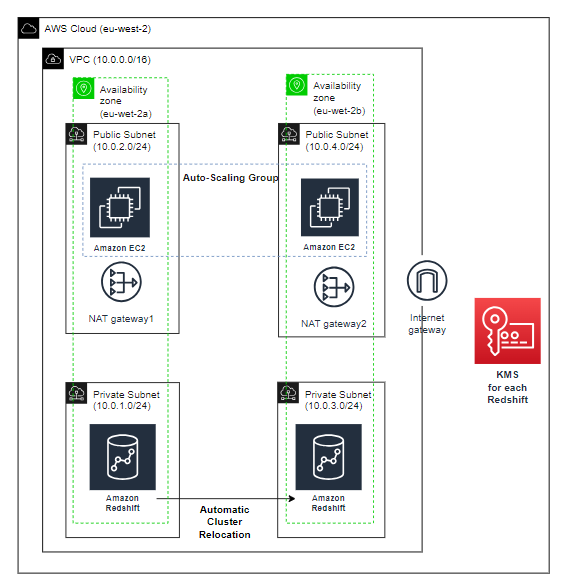 AWS Cloud (eu-west-2)
VPC (10.0.0.0/16)
Availability
zone
(eu-wet-2a)
Availability
zone
(eu-wet-2b)
Public Subnet
(10.0.2.0/24)
Public Subnet
(10.0.4.0/24)
Auto-Scaling Group
Amazon EC2
Amazon EC2
NAT gateway1
NAT gateway2
Internet
gateway
KMS
for each
Redshift
Private Subnet
(10.0.1.0/24)
Private Subnet
(10.0.3.0/24)
Amazon
Redshift
Amazon
Redshift
Automatic
Cluster
Relocation